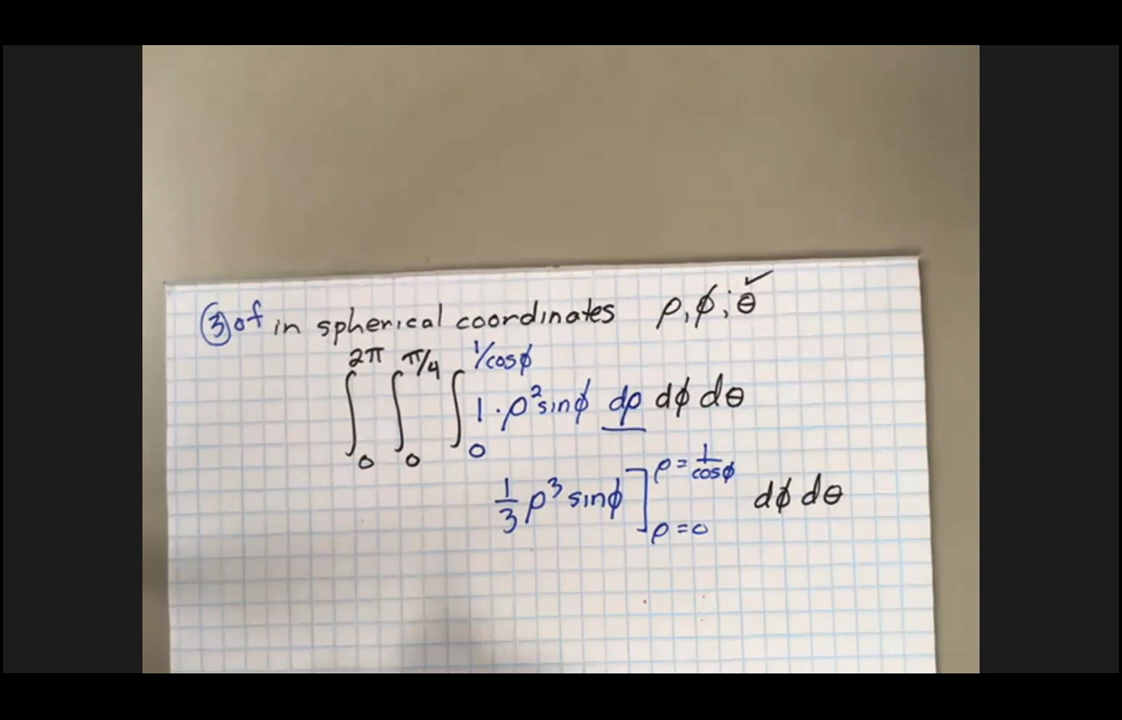 ③ of in spherical coordinates ρ, ϕ, θ ✓
∫₀^2π ∫₀^π/4 ∫₀^1/cosϕ 1·ρ² sinϕ dρ dϕ dθ
1/3 ρ³ sinϕ ]_ρ=0^ρ=1/cosϕ dϕ dθ